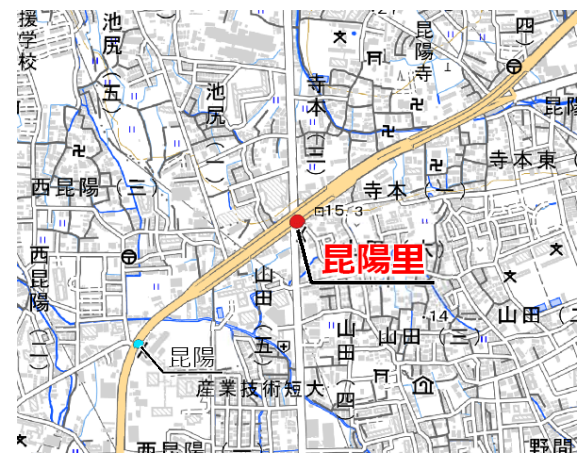 援学校
池尻(五)
池尻(一)
寺本(二)
昆陽寺
(四)
昆陽
寺本東
西昆陽(三)
寺本(一)
15.3
昆陽里
西昆陽(二)
山田(五)
山田(四)
山田(三)
14
山田(二
昆陽
産業技術短大
西昆陽(一)
野間